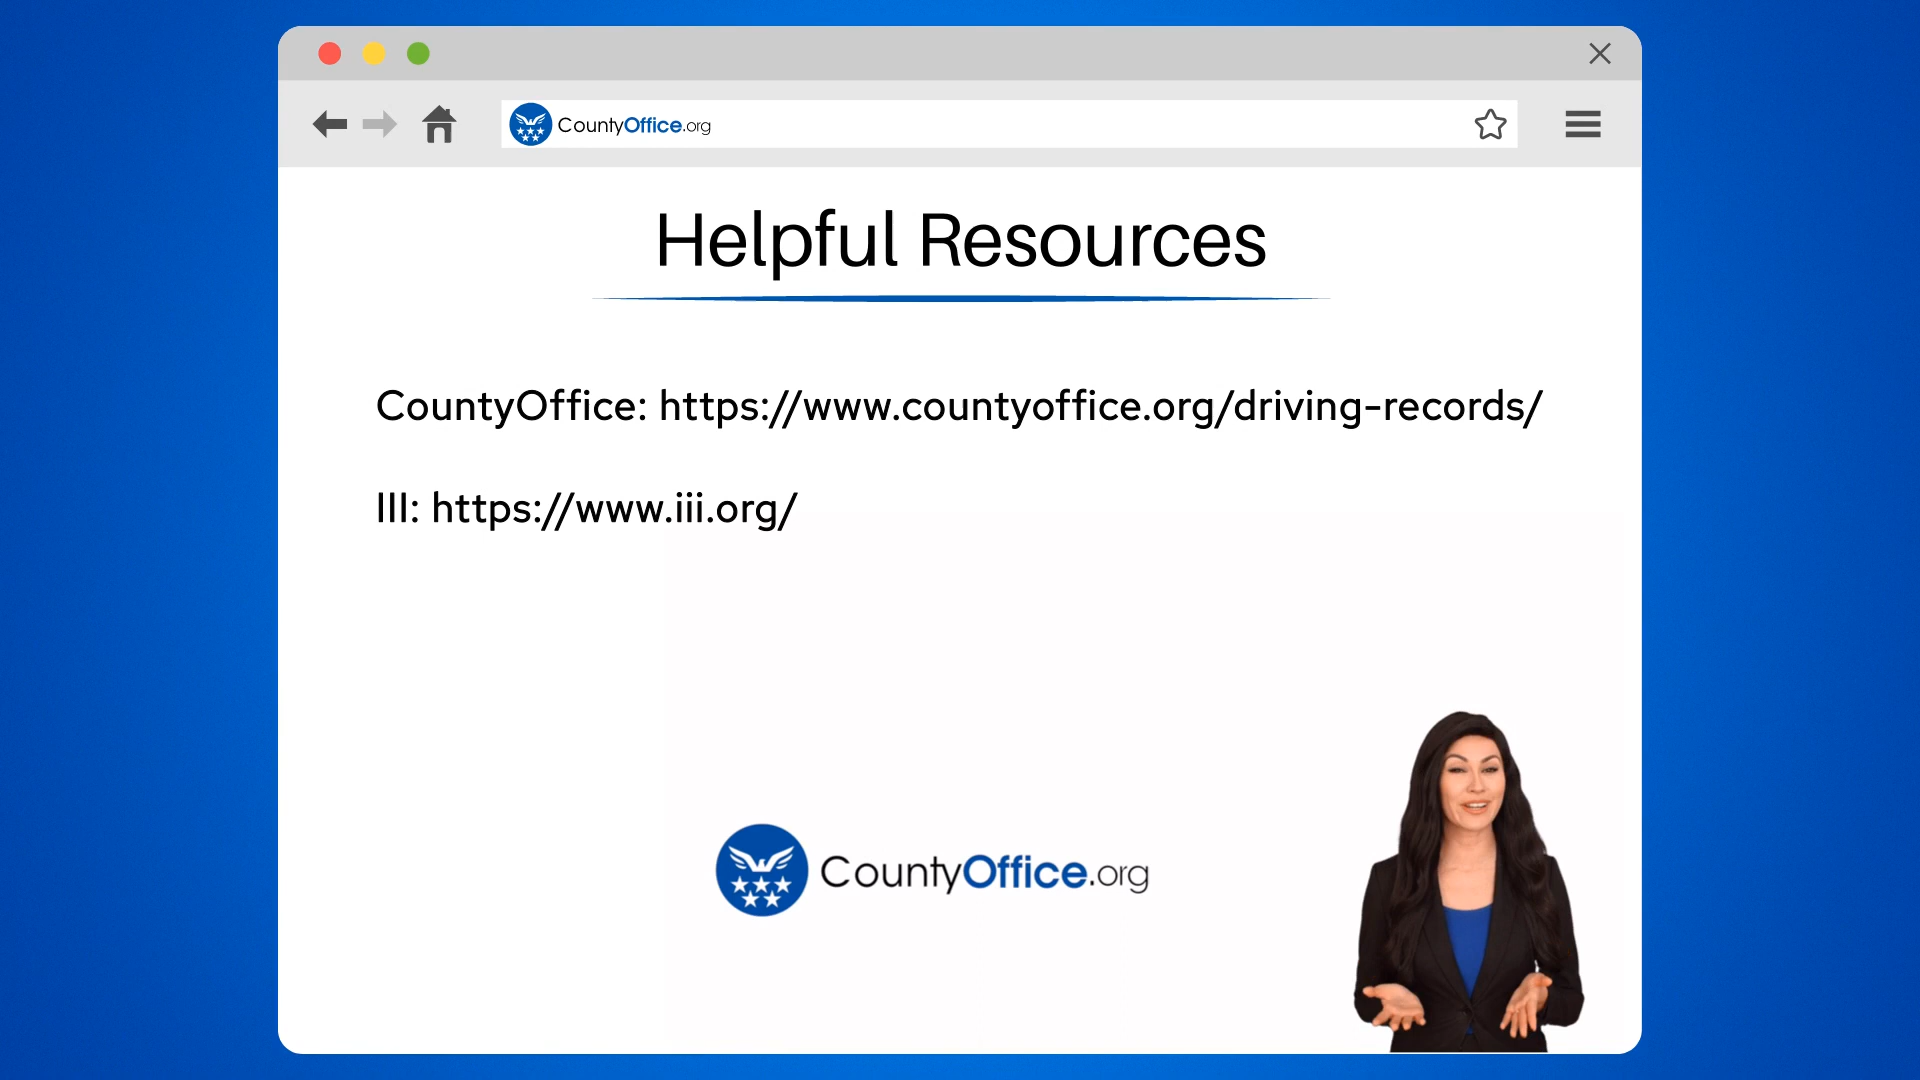 CountyOffice.org
Helpful Resources
CountyOffice: https://www.countyoffice.org/driving-records/
III: https://www.iii.org/
CountyOffice.org